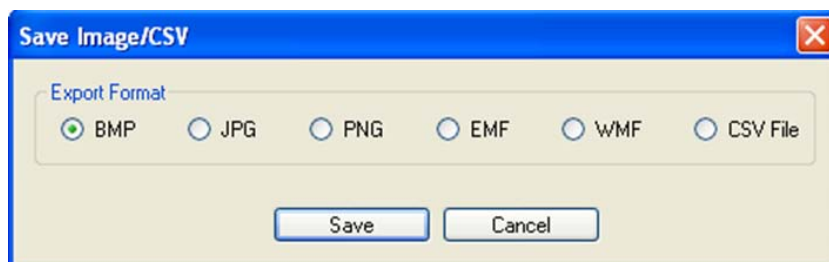 Save Image/CSV
Export Format
BMP JPG PNG EMF WMF CSV File
Save Cancel